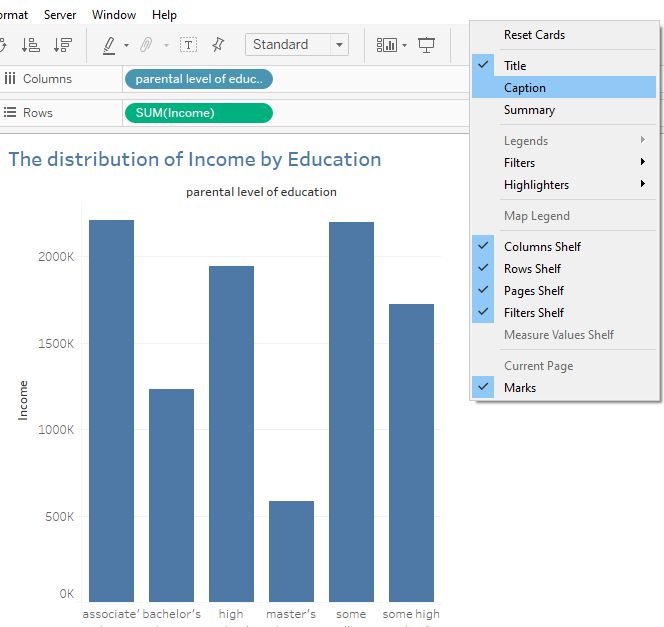 ormat Server Window Help
Standard
Columns parental level of educ..
Rows SUM(Income)
The distribution of Income by Education
parental level of education
2000K
1500K
1000K
500K
0K
Income
associate' bachelor's high master's some some high
Reset Cards
Title
Caption
Summary
Legends
Filters
Highlighters
Map Legend
Columns Shelf
Rows Shelf
Pages Shelf
Filters Shelf
Measure Values Shelf
Current Page
Marks